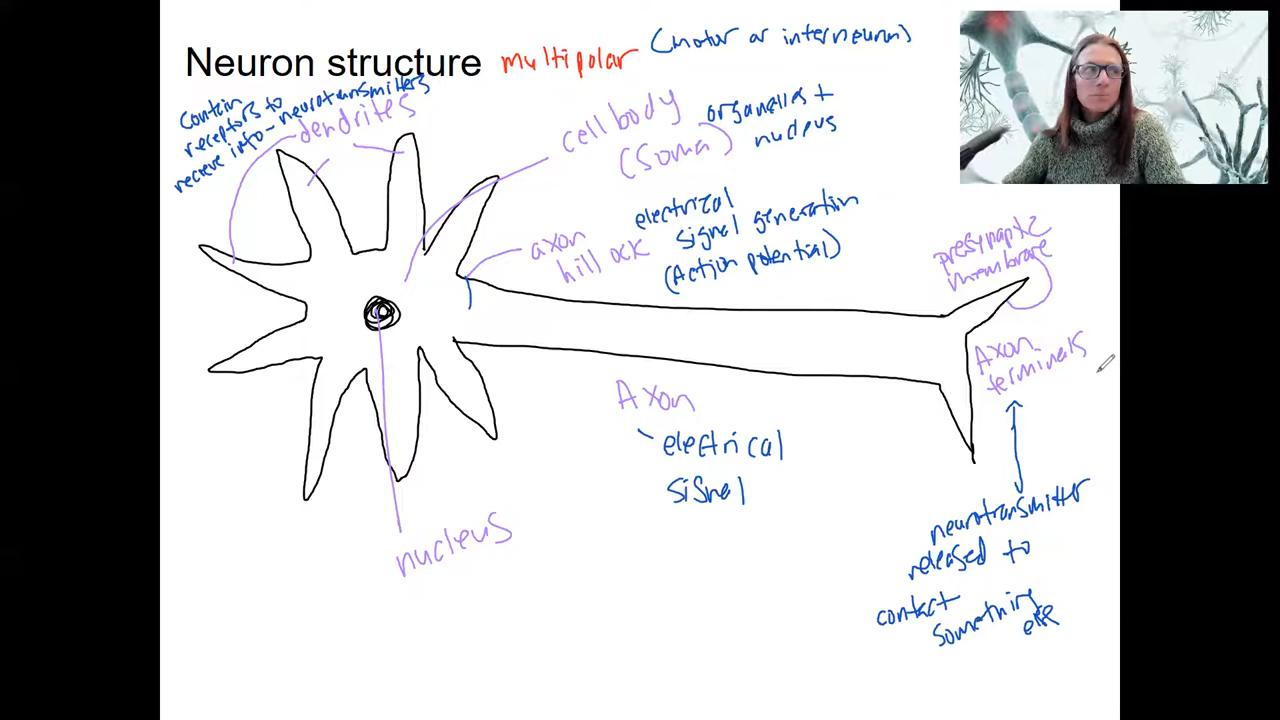 Neuron structure
multipolar
(motor or interneuron)
contain
receptors to
recieve info - neurotransmitters
dendrites
cell body
(soma)
organelles +
nucleus
axon
hillock
electrical
signal generation
(Action potential)
presynaptic
membrane
Axon
terminals
Axon
electrical
signal
nucleus
neurotransmitter
released to
contact
something
else